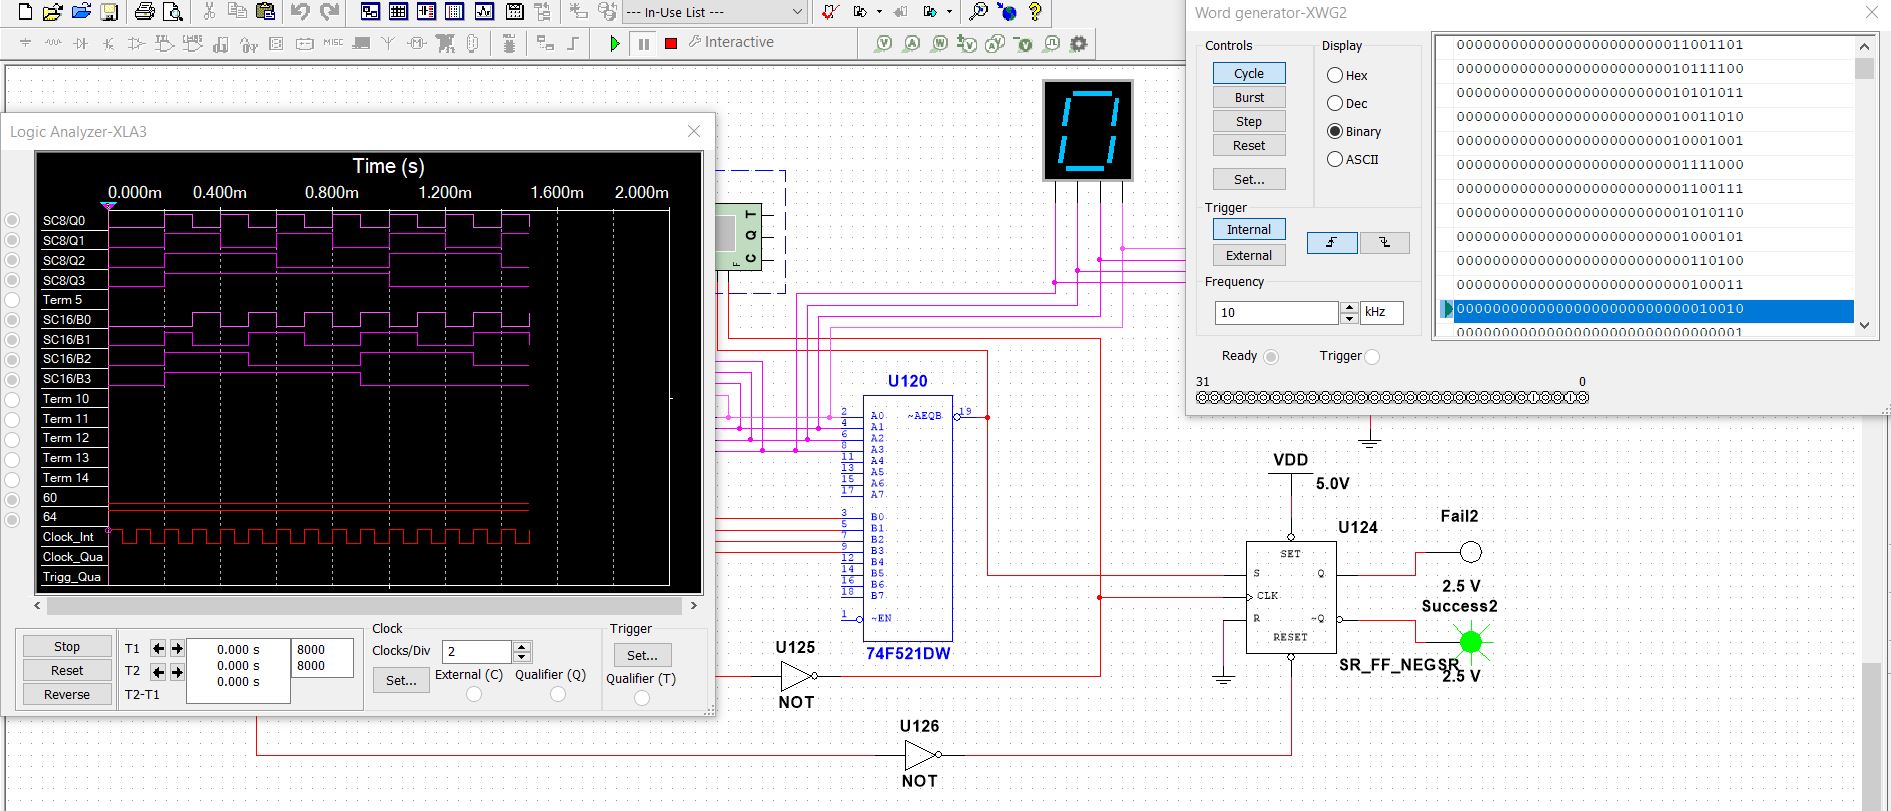 --- In-Use List ---
MISC
Interactive
Logic Analyzer-XLA3
Time (s)
0.000m 0.400m 0.800m 1.200m 1.600m 2.000m
SC8/Q0
SC8/Q1
SC8/Q2
SC8/Q3
Term 5
SC16/B0
SC16/B1
SC16/B2
SC16/B3
Term 10
Term 11
Term 12
Term 13
Term 14
60
64
Clock_Int
Clock_Qua
Trigg_Qua
Stop
Reset
Reverse
T1
T2
T2-T1
0.000 s
0.000 s
0.000 s
8000
8000
Clock
Clocks/Div 2
Set...
External (C)
Qualifier (Q)
Trigger
Set...
Qualifier (T)
T
Q
C
F
0
U120
2 A0
4 A1
6 A2
8 A3
11 A4
13 A5
15 A6
17 A7
3 B0
5 B1
7 B2
9 B3
12 B4
14 B5
16 B6
18 B7
1 ~EN
~AEQB 19
74F521DW
U125
NOT
U126
NOT
VDD
5.0V
U124
SET
S Q
CLK
R ~Q
RESET
SR_FF_NEGSR
Fail2
2.5 V
Success2
2.5 V
Word generator-XWG2
Controls
Cycle
Burst
Step
Reset
Set...
Display
Hex
Dec
Binary
ASCII
Trigger
Internal
External
Frequency
10 kHz
Ready
Trigger
31 0
00000000000000000000000011001101
00000000000000000000000010111100
00000000000000000000000010101011
00000000000000000000000010011010
00000000000000000000000010001001
00000000000000000000000001111000
00000000000000000000000001100111
00000000000000000000000001010110
00000000000000000000000001000101
00000000000000000000000000110100
00000000000000000000000000100011
00000000000000000000000000010010
00000000000000000000000000000001